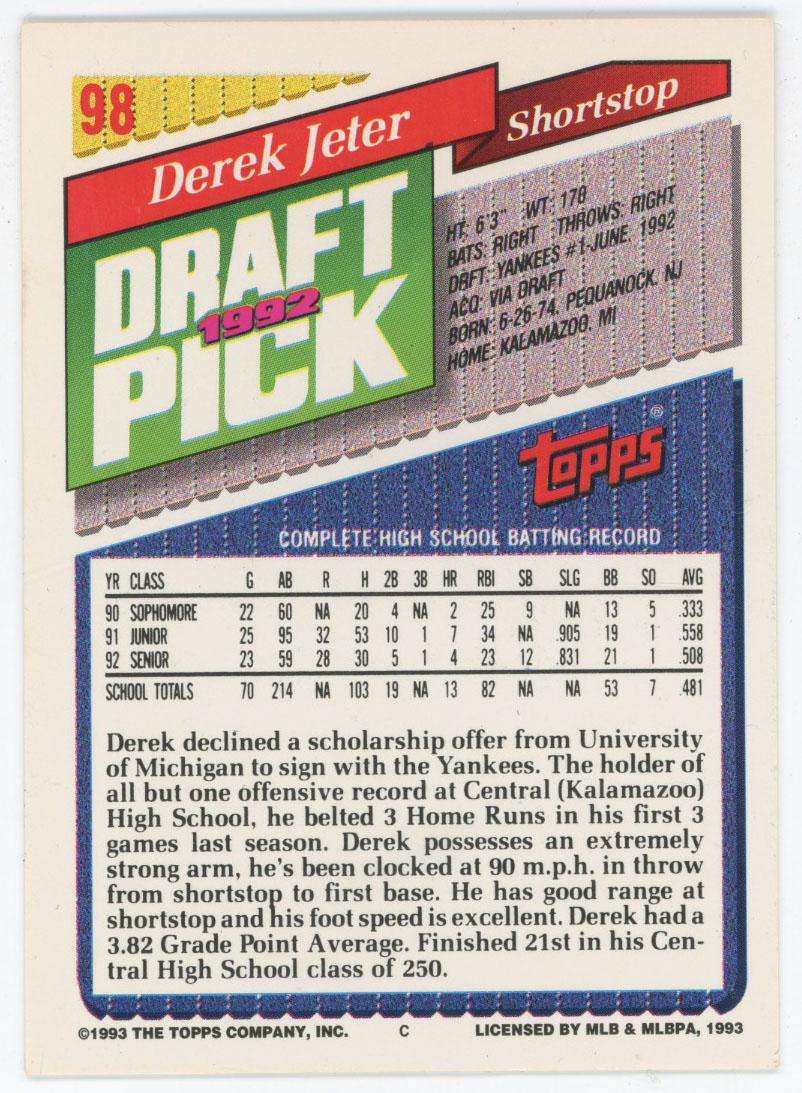 98
Derek Jeter
Shortstop
DRAFT
1992
PICK
HT: 6'3" WT: 178
BATS: RIGHT THROWS: RIGHT
DRFT: YANKEES #1-JUNE, 1992
ACQ: VIA DRAFT
BORN: 6-26-74, PEQUANOCK, NJ
HOME: KALAMAZOO, MI
topps®
COMPLETE HIGH SCHOOL BATTING RECORD
YR CLASS G AB R H 2B 3B HR RBI SB SLG BB SO AVG
90 SOPHOMORE 22 60 NA 20 4 NA 2 25 9 NA 13 5 .333
91 JUNIOR 25 95 32 53 10 1 7 34 NA .905 19 1 .558
92 SENIOR 23 59 28 30 5 1 4 23 12 .831 21 1 .508
SCHOOL TOTALS 70 214 NA 103 19 NA 13 82 NA NA 53 7 .481
Derek declined a scholarship offer from University
of Michigan to sign with the Yankees. The holder of
all but one offensive record at Central (Kalamazoo)
High School, he belted 3 Home Runs in his first 3
games last season. Derek possesses an extremely
strong arm, he's been clocked at 90 m.p.h. in throw
from shortstop to first base. He has good range at
shortstop and his foot speed is excellent. Derek had a
3.82 Grade Point Average. Finished 21st in his Cen-
tral High School class of 250.
©1993 THE TOPPS COMPANY, INC. C LICENSED BY MLB & MLBPA, 1993